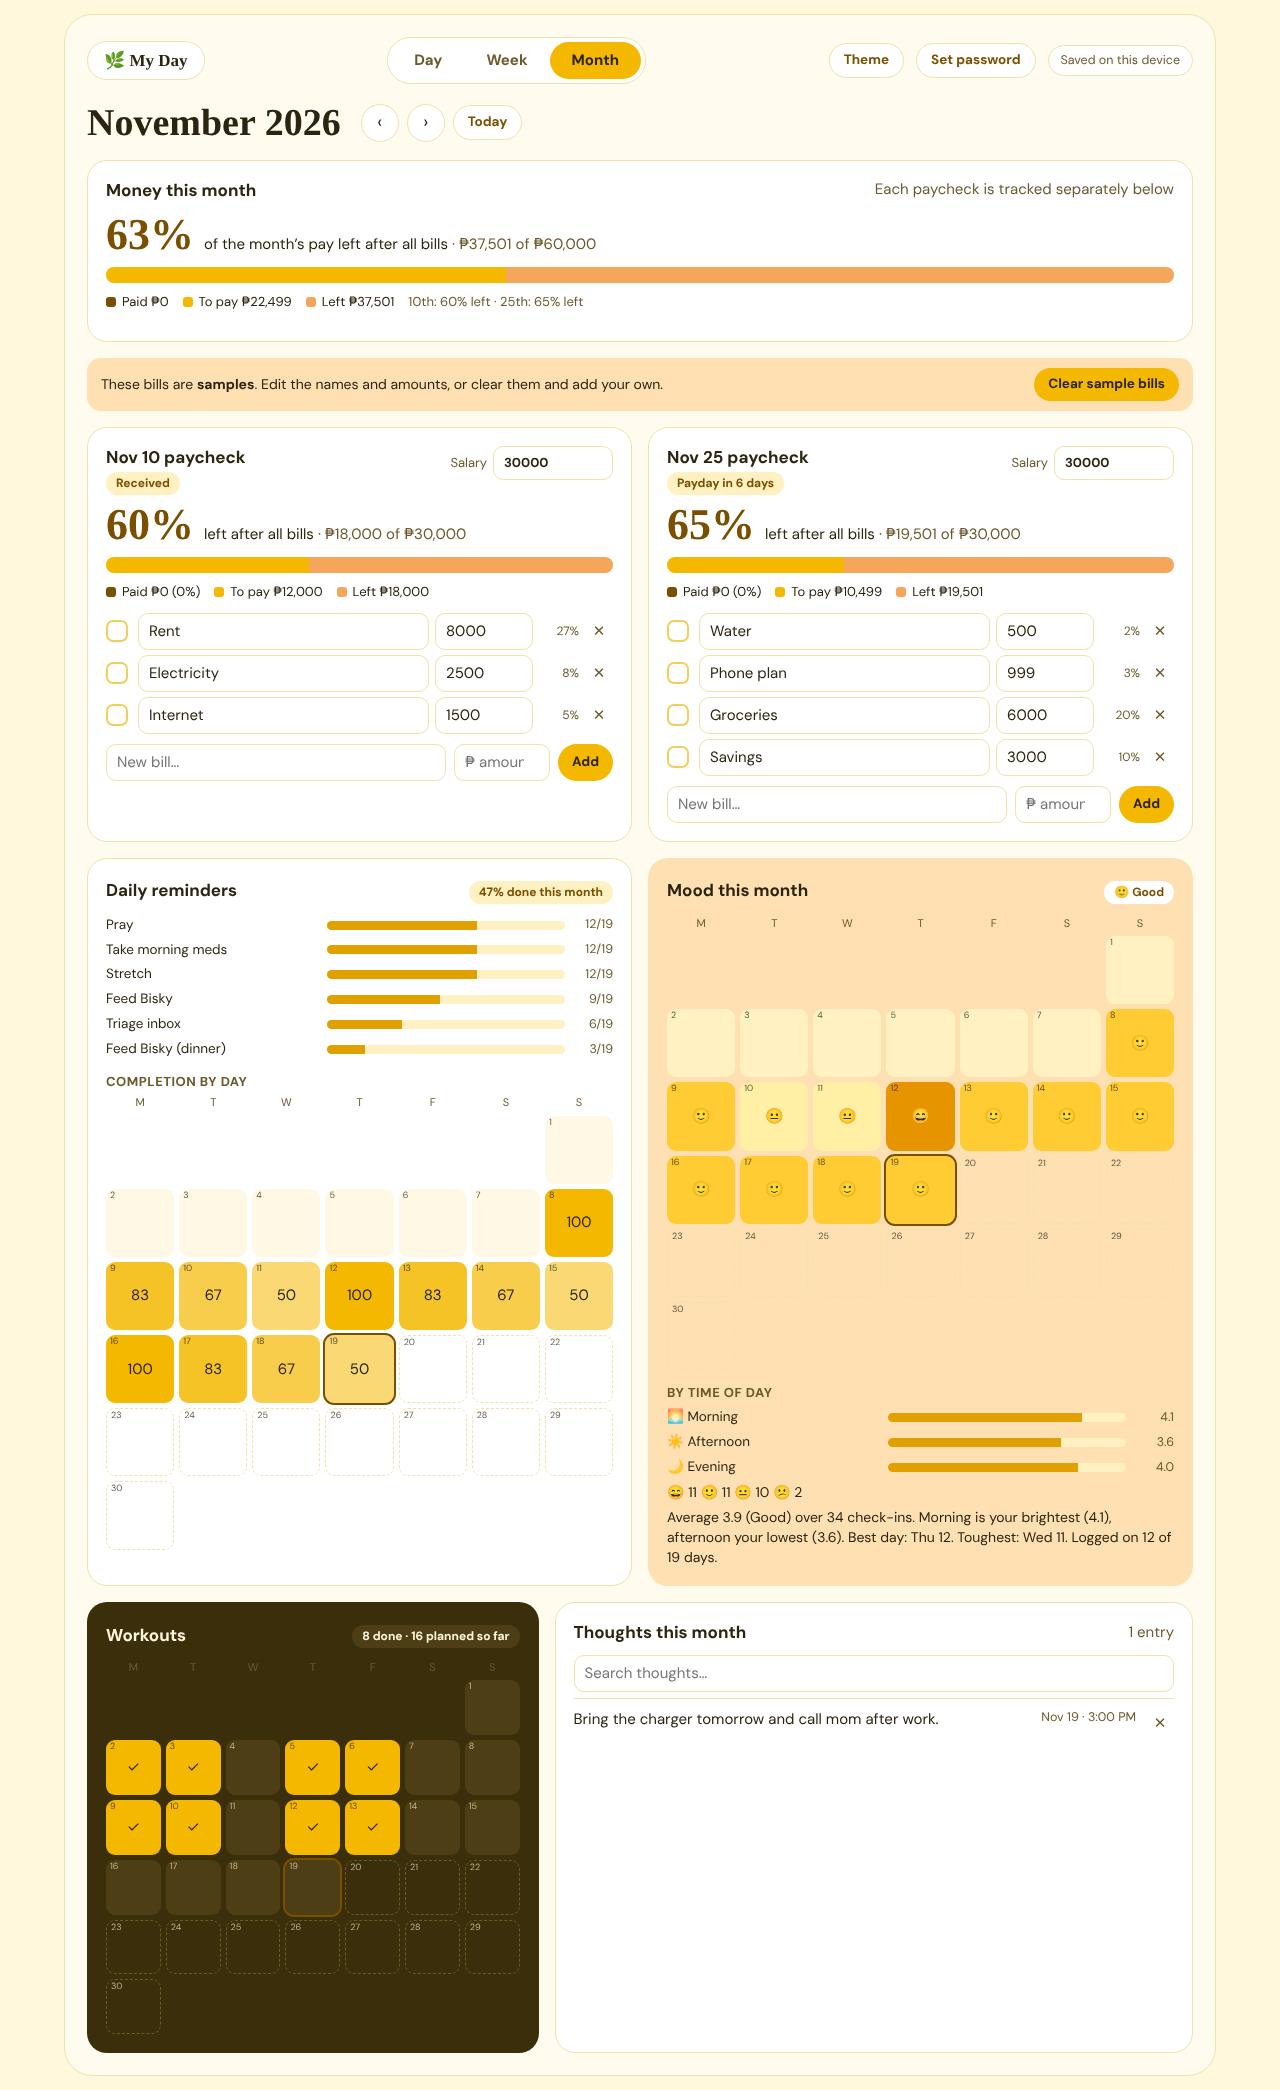 🌿 My Day
Day Week Month
Theme Set password Saved on this device
November 2026 ‹ › Today
Money this month Each paycheck is tracked separately below
63% of the month's pay left after all bills · ₱37,501 of ₱60,000
Paid ₱0 To pay ₱22,499 Left ₱37,501 10th: 60% left · 25th: 65% left
These bills are samples. Edit the names and amounts, or clear them and add your own. Clear sample bills
Nov 10 paycheck Salary 30000
Received
60% left after all bills · ₱18,000 of ₱30,000
Paid ₱0 (0%) To pay ₱12,000 Left ₱18,000
Rent 8000 27% ✕
Electricity 2500 8% ✕
Internet 1500 5% ✕
New bill... ₱ amour Add
Nov 25 paycheck Salary 30000
Payday in 6 days
65% left after all bills · ₱19,501 of ₱30,000
Paid ₱0 (0%) To pay ₱10,499 Left ₱19,501
Water 500 2% ✕
Phone plan 999 3% ✕
Groceries 6000 20% ✕
Savings 3000 10% ✕
New bill... ₱ amour Add
Daily reminders 47% done this month
Pray 12/19
Take morning meds 12/19
Stretch 12/19
Feed Bisky 9/19
Triage inbox 6/19
Feed Bisky (dinner) 3/19
COMPLETION BY DAY
M T W T F S S
1
2 3 4 5 6 7 8
100
9 10 11 12 13 14 15
83 67 50 100 83 67 50
16 17 18 19 20 21 22
100 83 67 50
23 24 25 26 27 28 29
30
Mood this month 🙂 Good
M T W T F S S
1
2 3 4 5 6 7 8
🙂
9 10 11 12 13 14 15
🙂 😐 😐 😄 🙂 🙂 🙂
16 17 18 19 20 21 22
🙂 🙂 🙂 🙂
23 24 25 26 27 28 29
30
BY TIME OF DAY
🌅 Morning 4.1
☀️ Afternoon 3.6
🌙 Evening 4.0
😄 11 🙂 11 😐 10 😕 2
Average 3.9 (Good) over 34 check-ins. Morning is your brightest (4.1),
afternoon your lowest (3.6). Best day: Thu 12. Toughest: Wed 11. Logged on 12 of
19 days.
Workouts 8 done · 16 planned so far
M T W T F S S
1
2 3 4 5 6 7 8
✓ ✓ ✓ ✓
9 10 11 12 13 14 15
✓ ✓ ✓ ✓
16 17 18 19 20 21 22
23 24 25 26 27 28 29
30
Thoughts this month 1 entry
Search thoughts...
Bring the charger tomorrow and call mom after work. Nov 19 · 3:00 PM ✕